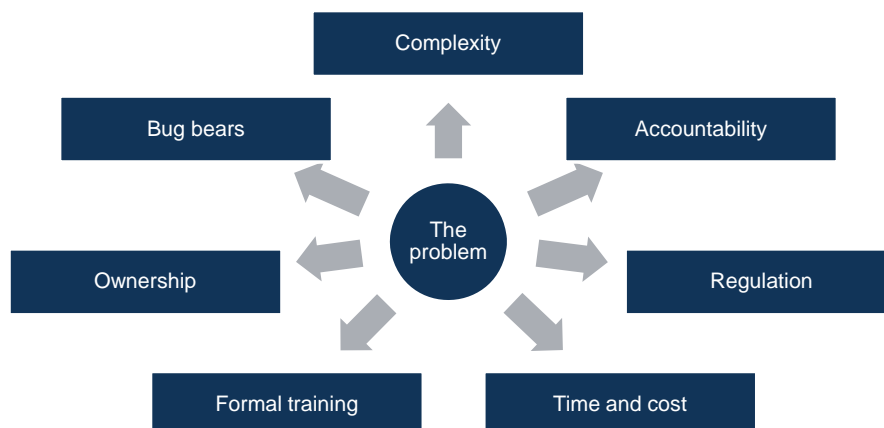 Complexity
Bug bears
Accountability
The
problem
Ownership
Regulation
Formal training
Time and cost